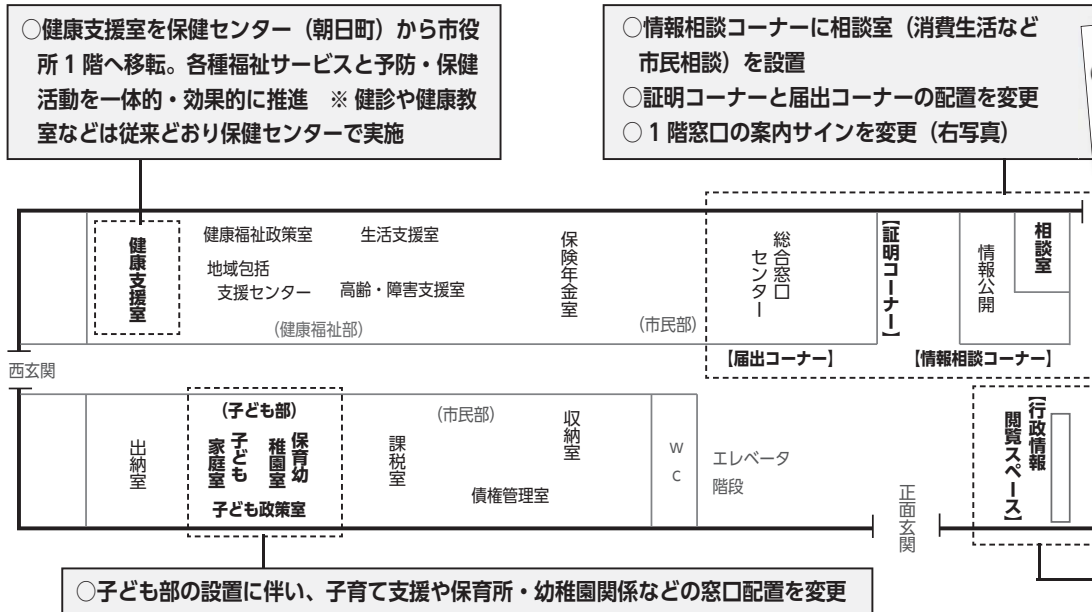 ○健康支援室を保健センター（朝日町）から市役
所1階へ移転。各種福祉サービスと予防・保健
活動を一体的・効果的に推進　※ 健診や健康教
室などは従来どおり保健センターで実施
○情報相談コーナーに相談室（消費生活など
市民相談）を設置
○証明コーナーと届出コーナーの配置を変更
○1階窓口の案内サインを変更（右写真）
健康支援室
健康福祉政策室
地域包括
支援センター
生活支援室
高齢・障害支援室
（健康福祉部）
保険年金室
（市民部）
総合窓口
センター
【証明コーナー】
情報公開
相談室
【届出コーナー】
【情報相談コーナー】
西玄関
出納室
（子ども部）
子ども
家庭室
保育幼
稚園室
子ども政策室
課税室
（市民部）
収納室
債権管理室
WC
エレベータ
階段
正面玄関
【行政情報
閲覧スペース】
○子ども部の設置に伴い、子育て支援や保育所・幼稚園関係などの窓口配置を変更